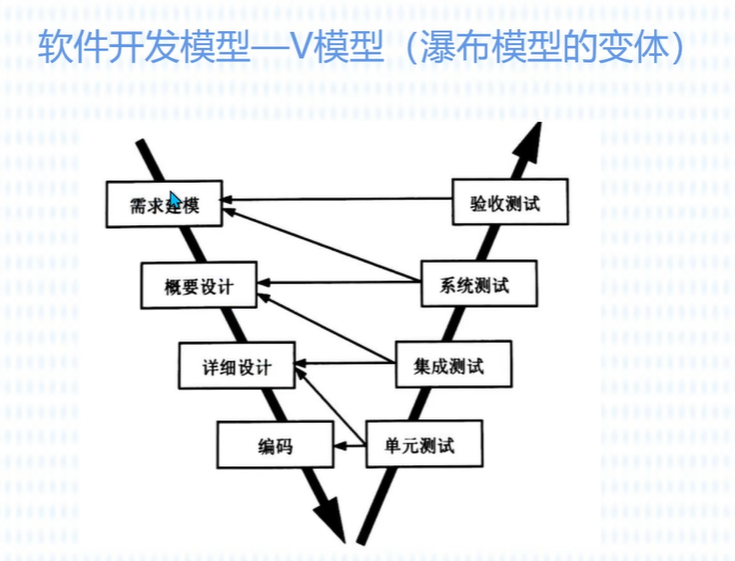 软件开发模型—V模型（瀑布模型的变体）
需求建模
验收测试
概要设计
系统测试
详细设计
集成测试
编码
单元测试